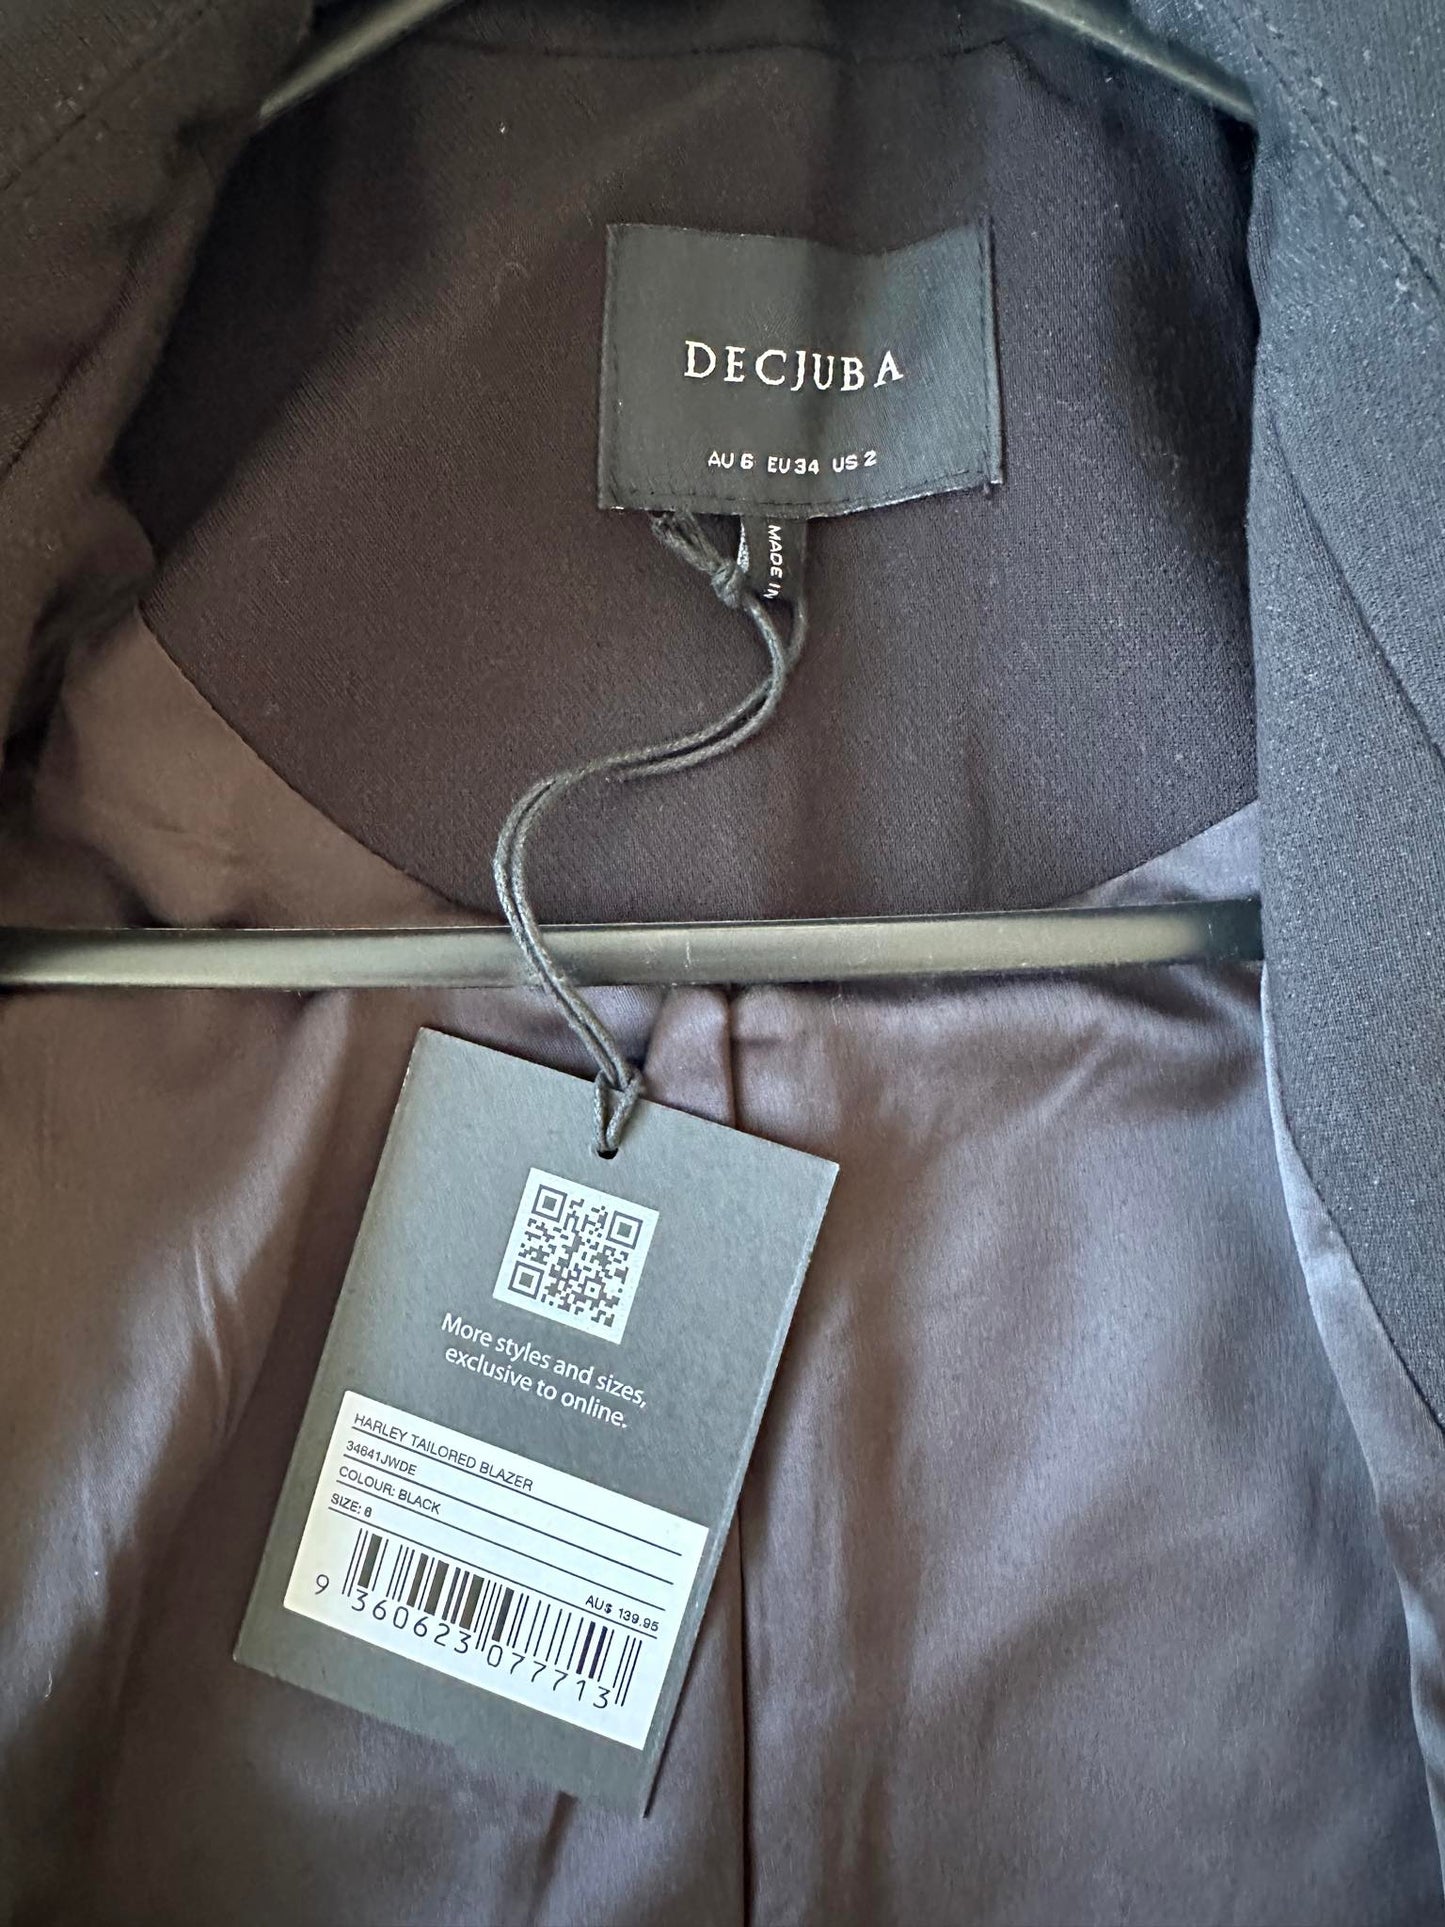 DECJUBA
AU 6 EU 34 US 2
MADE IN
More styles and sizes,
exclusive to online.
HARLEY TAILORED BLAZER
34641JWDE
COLOUR: BLACK
SIZE: 6
AU$ 139.95
9 360623 077713